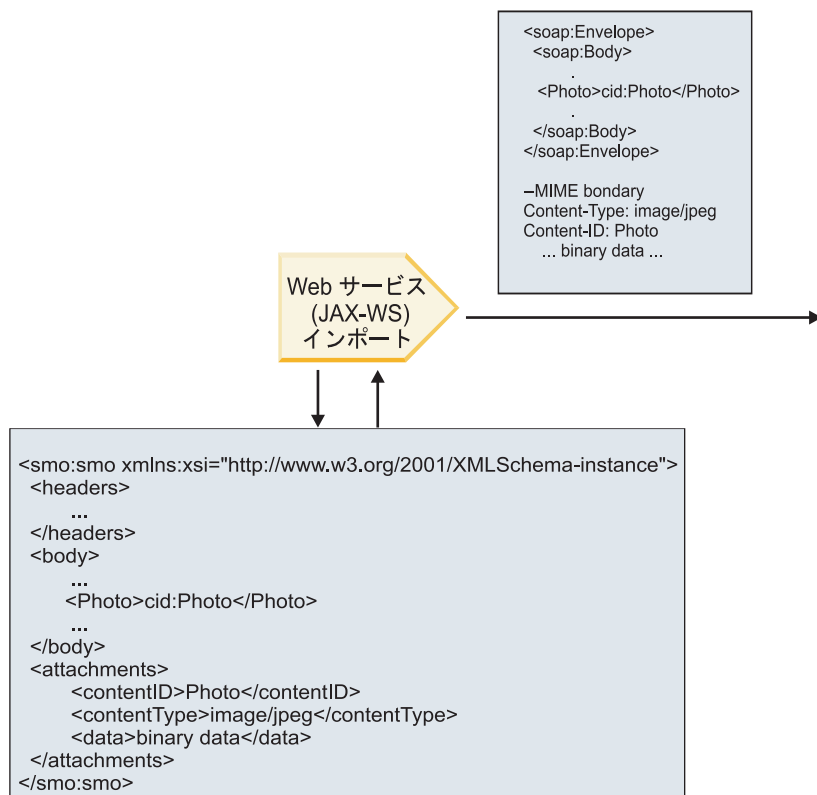 <soap:Envelope>
<soap:Body>
.
<Photo>cid:Photo</Photo>
.
</soap:Body>
</soap:Envelope>
–MIME bondary
Content-Type: image/jpeg
Content-ID: Photo
... binary data ...
Web サービス
(JAX-WS)
インポート
<smo:smo xmlns:xsi="http://www.w3.org/2001/XMLSchema-instance">
<headers>
...
</headers>
<body>
...
<Photo>cid:Photo</Photo>
...
</body>
<attachments>
<contentID>Photo</contentID>
<contentType>image/jpeg</contentType>
<data>binary data</data>
</attachments>
</smo:smo>